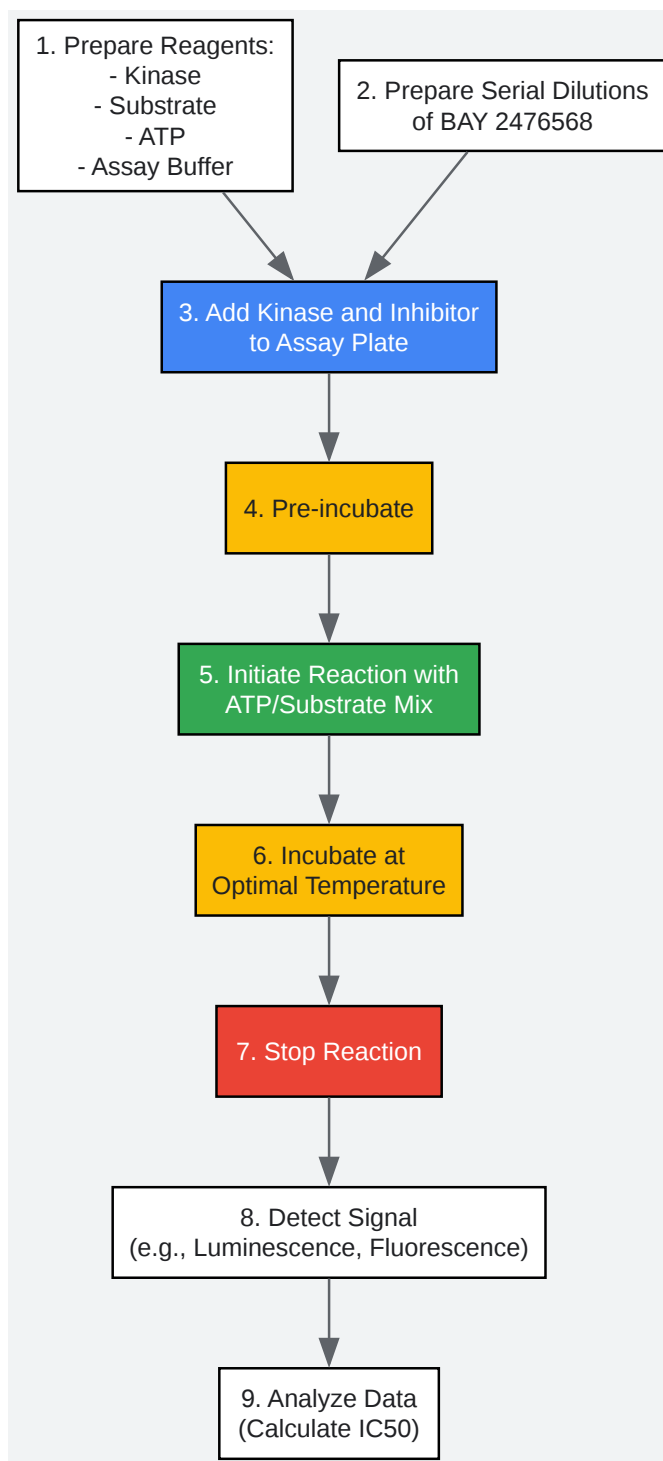 1. Prepare Reagents:
- Kinase
- Substrate
- ATP
- Assay Buffer
2. Prepare Serial Dilutions
of BAY 2476568
3. Add Kinase and Inhibitor
to Assay Plate
4. Pre-incubate
5. Initiate Reaction with
ATP/Substrate Mix
6. Incubate at
Optimal Temperature
7. Stop Reaction
8. Detect Signal
(e.g., Luminescence, Fluorescence)
9. Analyze Data
(Calculate IC50)